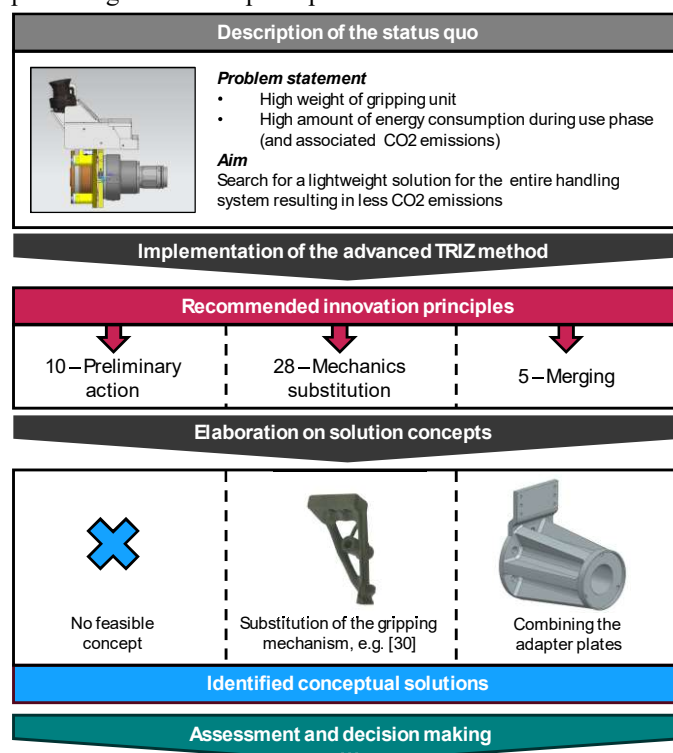 Description of the status quo
Problem statement
• High weight of gripping unit
• High amount of energy consumption during use phase
(and associated CO2 emissions)
Aim
Search for a lightweight solution for the entire handling
system resulting in less CO2 emissions
Implementation of the advanced TRIZ method
Recommended innovation principles
10 – Preliminary
action
28 – Mechanics
substitution
5 – Merging
Elaboration on solution concepts
No feasible
concept
Substitution of the gripping
mechanism, e.g. [30]
Combining the
adapter plates
Identified conceptual solutions
Assessment and decision making